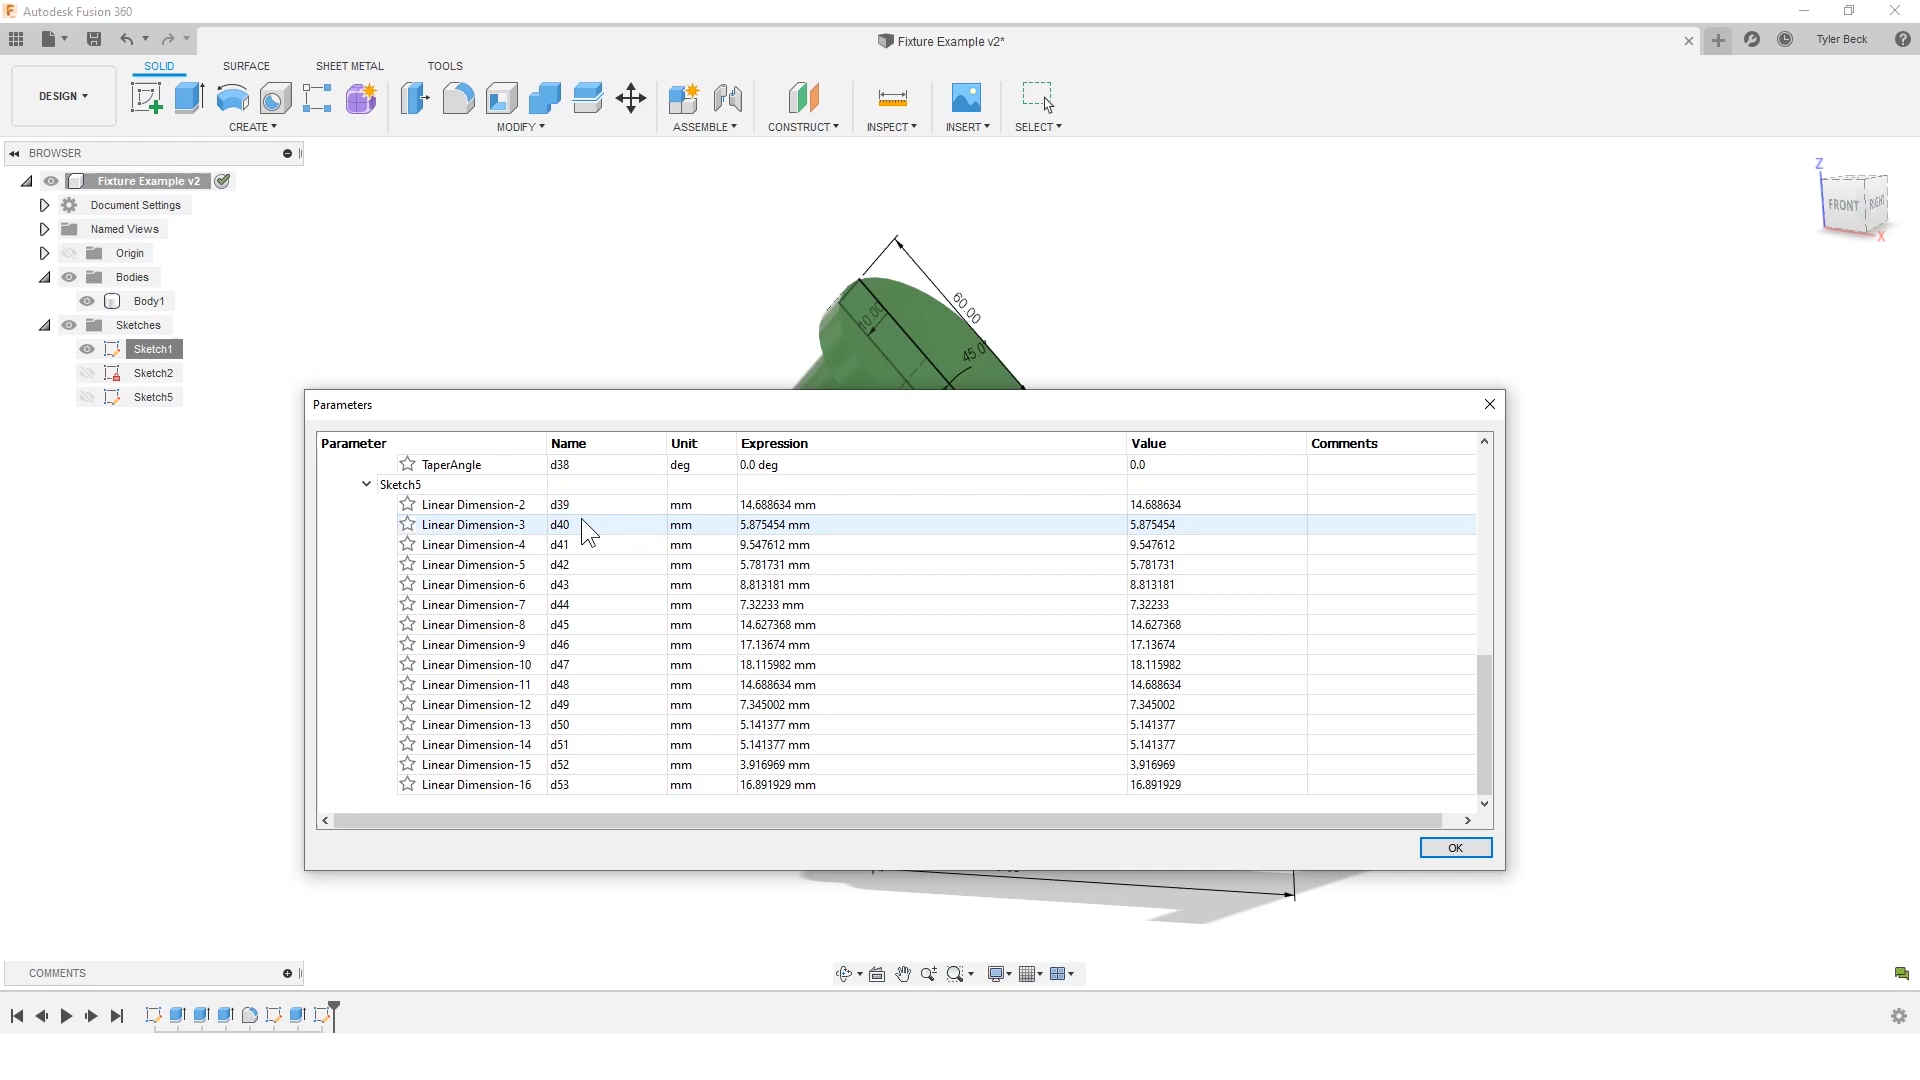 Autodesk Fusion 360
Fixture Example v2*
Tyler Beck
SOLID SURFACE SHEET METAL TOOLS
DESIGN
CREATE MODIFY ASSEMBLE CONSTRUCT INSPECT INSERT SELECT
BROWSER
Fixture Example v2
Document Settings
Named Views
Origin
Bodies
Body1
Sketches
Sketch1
Sketch2
Sketch5
Z
FRONT RIGHT
X
60.00
10.00
45.0°
Parameters
Parameter Name Unit Expression Value Comments
TaperAngle d38 deg 0.0 deg 0.0
Sketch5
Linear Dimension-2 d39 mm 14.688634 mm 14.688634
Linear Dimension-3 d40 mm 5.875454 mm 5.875454
Linear Dimension-4 d41 mm 9.547612 mm 9.547612
Linear Dimension-5 d42 mm 5.781731 mm 5.781731
Linear Dimension-6 d43 mm 8.813181 mm 8.813181
Linear Dimension-7 d44 mm 7.32233 mm 7.32233
Linear Dimension-8 d45 mm 14.627368 mm 14.627368
Linear Dimension-9 d46 mm 17.13674 mm 17.13674
Linear Dimension-10 d47 mm 18.115982 mm 18.115982
Linear Dimension-11 d48 mm 14.688634 mm 14.688634
Linear Dimension-12 d49 mm 7.345002 mm 7.345002
Linear Dimension-13 d50 mm 5.141377 mm 5.141377
Linear Dimension-14 d51 mm 5.141377 mm 5.141377
Linear Dimension-15 d52 mm 3.916969 mm 3.916969
Linear Dimension-16 d53 mm 16.891929 mm 16.891929
OK
COMMENTS